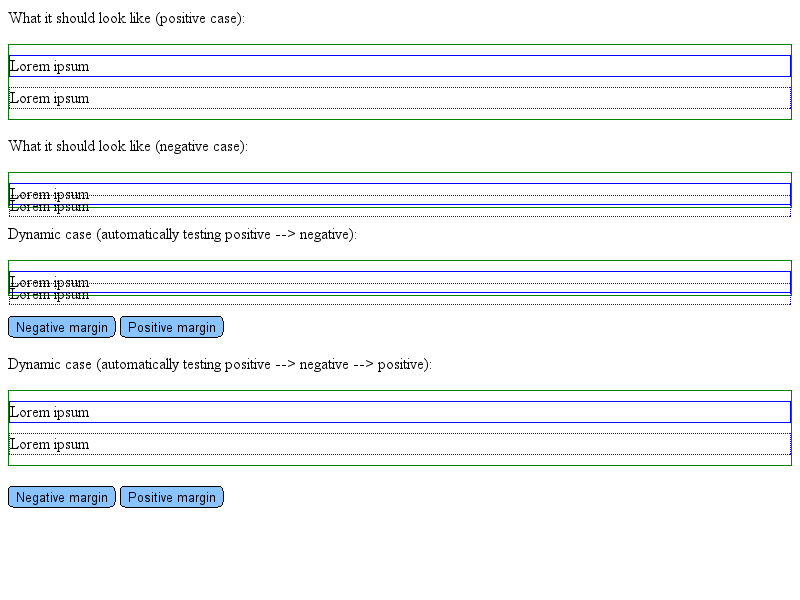 What it should look like (positive case):
Lorem ipsum
Lorem ipsum
What it should look like (negative case):
Lorem ipsum
Lorem ipsum
Dynamic case (automatically testing positive --> negative):
Lorem ipsum
Lorem ipsum
Negative margin Positive margin
Dynamic case (automatically testing positive --> negative --> positive):
Lorem ipsum
Lorem ipsum
Negative margin Positive margin